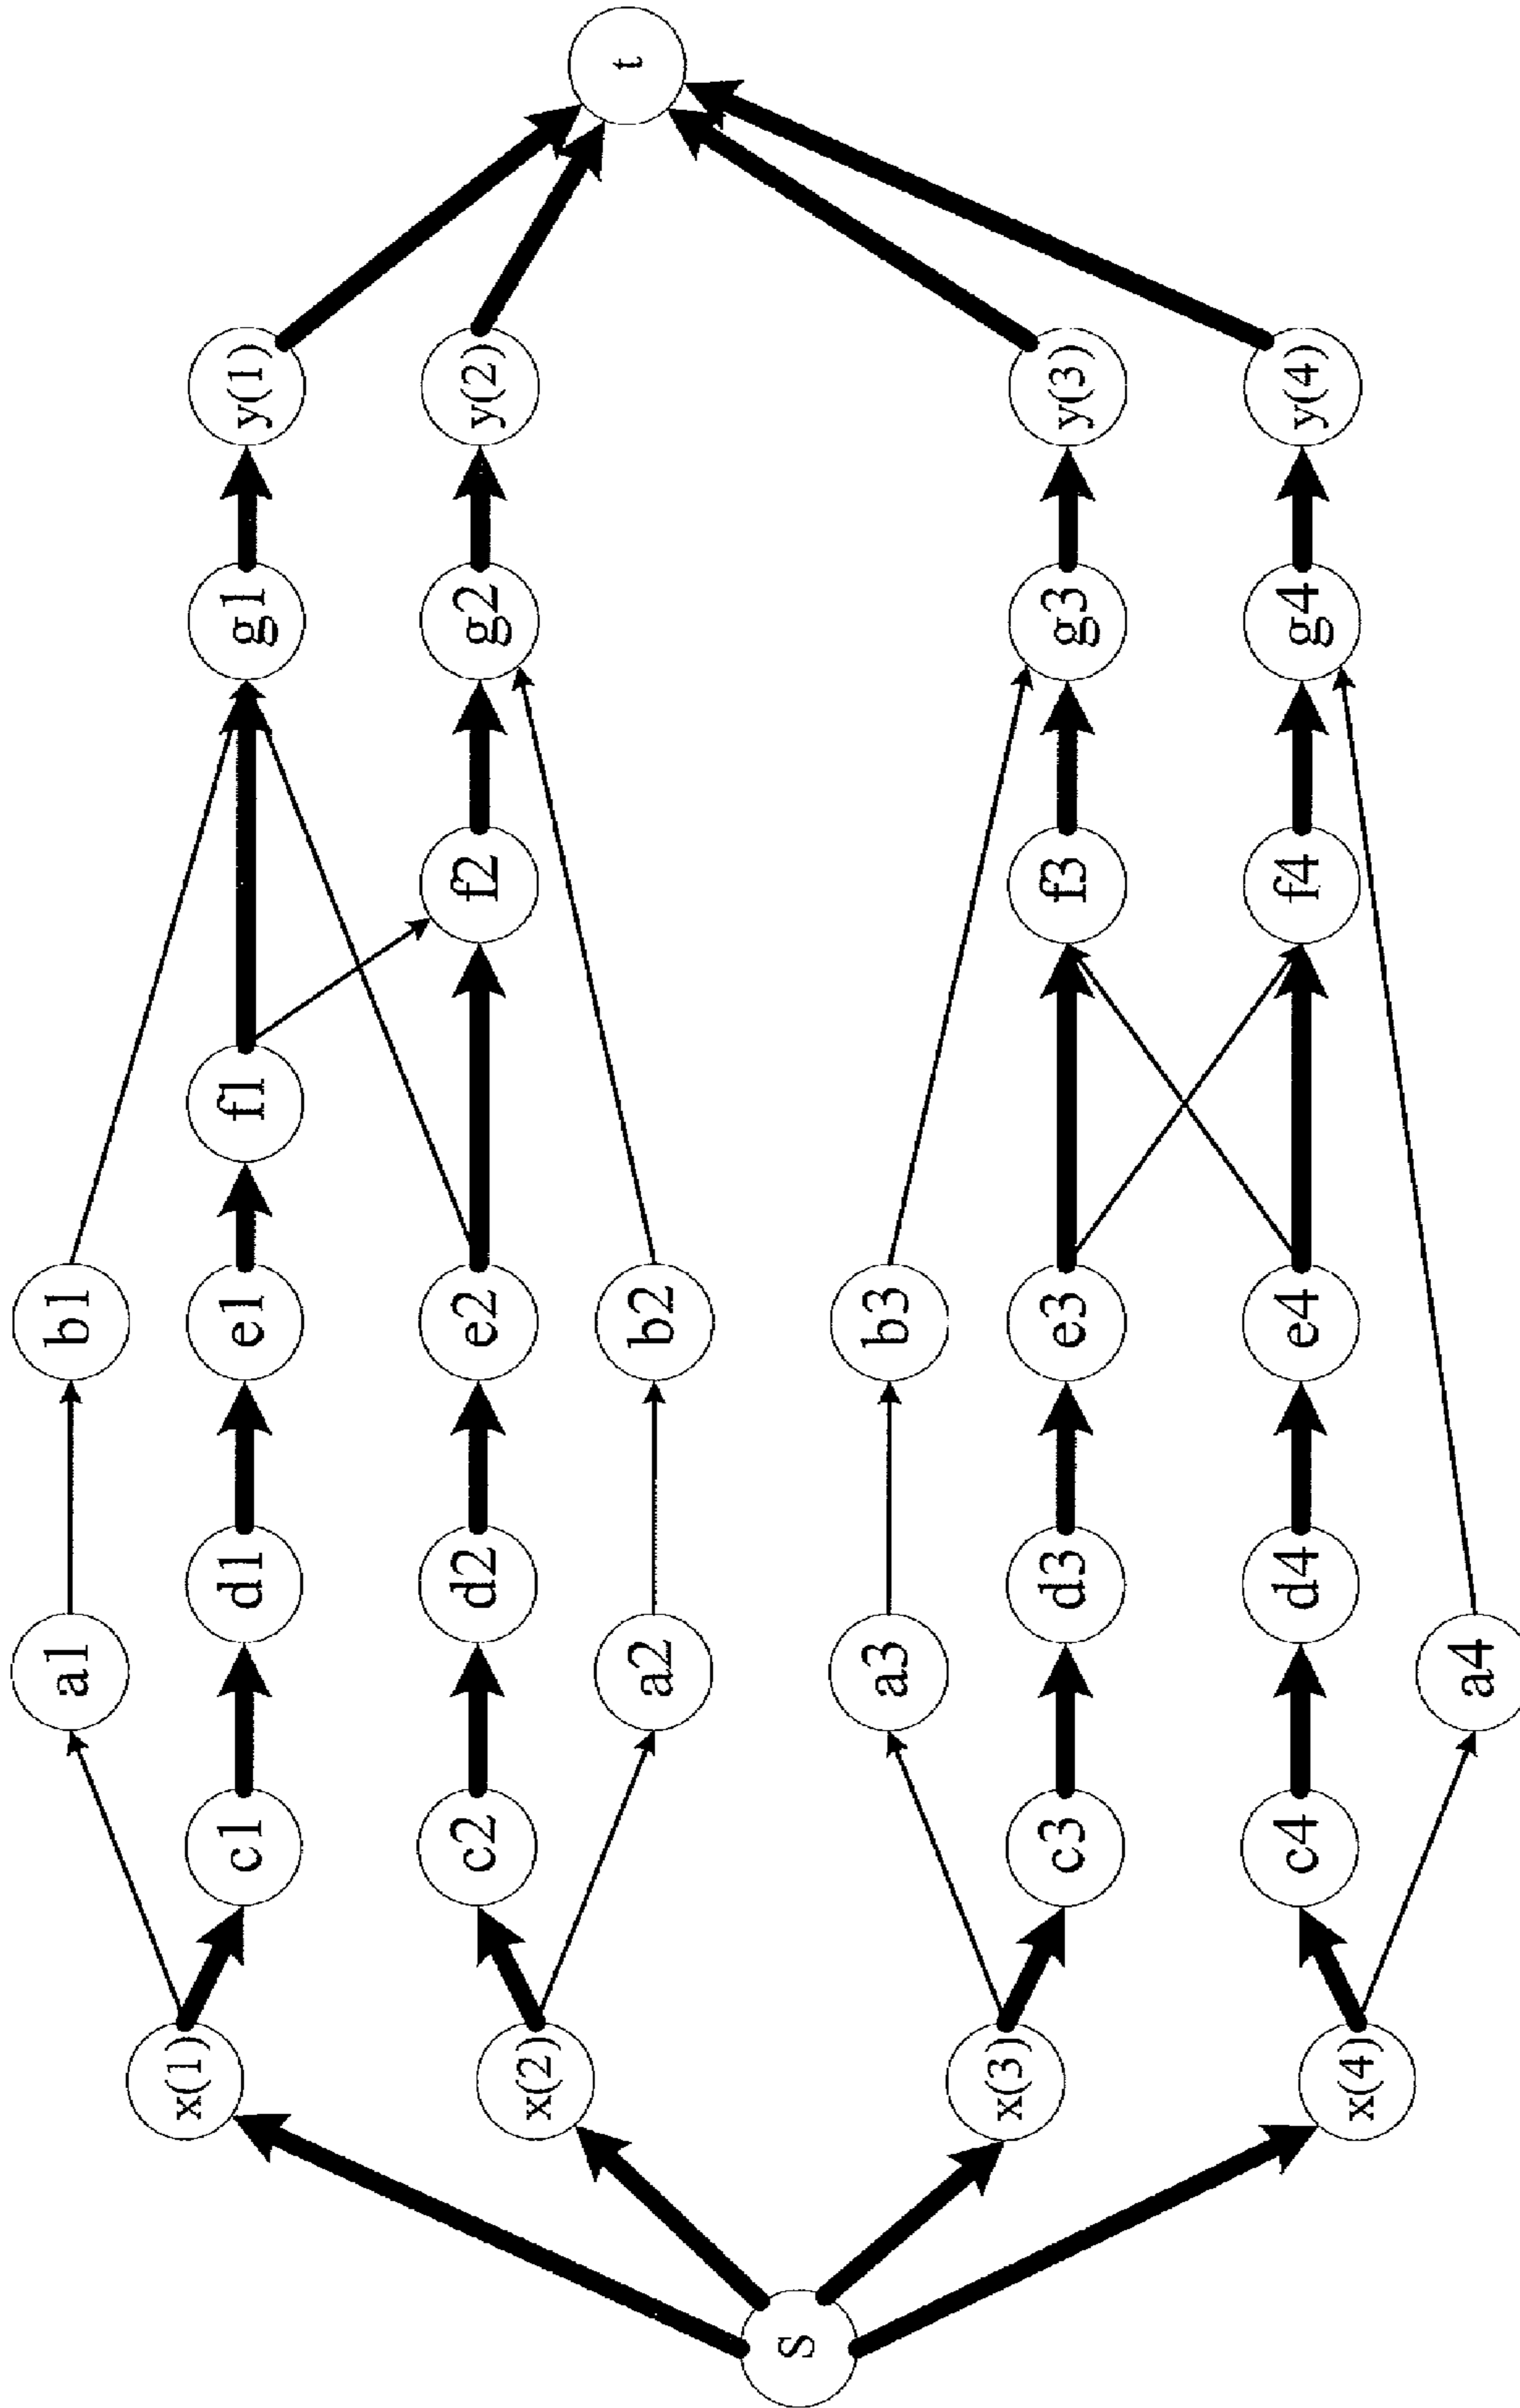 t
y(1)
y(2)
y(3)
y(4)
g1
g2
g3
g4
f2
f3
f4
f1
b1
e1
e2
b2
b3
e3
e4
d1
d2
d3
d4
a1
a2
a3
a4
c1
c2
c3
c4
x(1)
x(2)
x(3)
x(4)
S